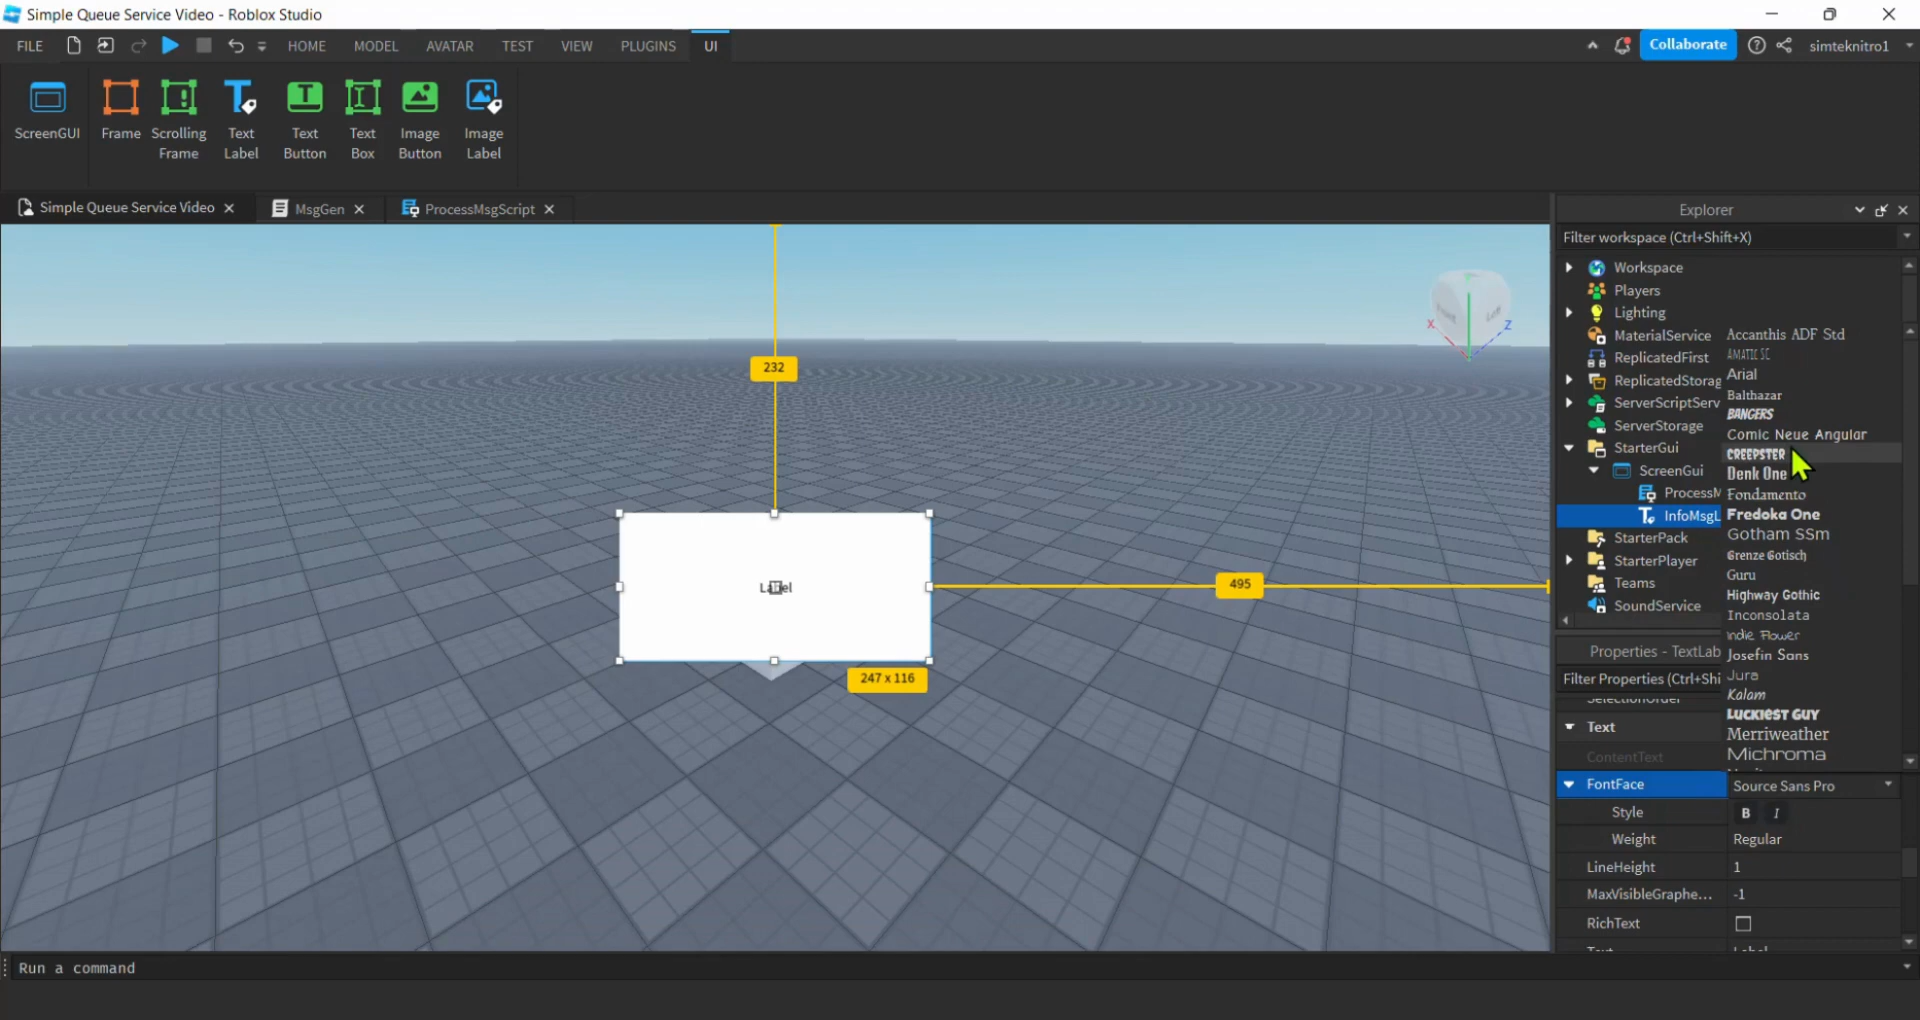 Simple Queue Service Video - Roblox Studio
FILE HOME MODEL AVATAR TEST VIEW PLUGINS UI Collaborate simteknitro1
ScreenGUI
Frame
Scrolling Frame
Text Label
Text Button
Text Box
Image Button
Image Label
Simple Queue Service Video
MsgGen
ProcessMsgScript
232
Label
495
247 x 116
Explorer
Filter workspace (Ctrl+Shift+X)
Workspace
Players
Lighting
MaterialService
ReplicatedFirst
ReplicatedStorag
ServerScriptServ
ServerStorage
StarterGui
ScreenGui
ProcessM
InfoMsgL
StarterPack
StarterPlayer
Teams
SoundService
Accanthis ADF Std
AMATIC SC
Arial
Balthazar
BANGERS
Comic Neue Angular
CREEPSTER
Denk One
Fondamento
Fredoka One
Gotham SSm
Grenze Gotisch
Guru
Highway Gothic
Inconsolata
Indie Flower
Josefin Sans
Jura
Kalam
LUCKIEST GUY
Merriweather
Michroma
Properties - TextLab
Filter Properties (Ctrl+Shi
SelectionOrder
Text
ContentText
FontFace Source Sans Pro
Style B I
Weight Regular
LineHeight 1
MaxVisibleGraphe... -1
RichText
Text Label
Run a command